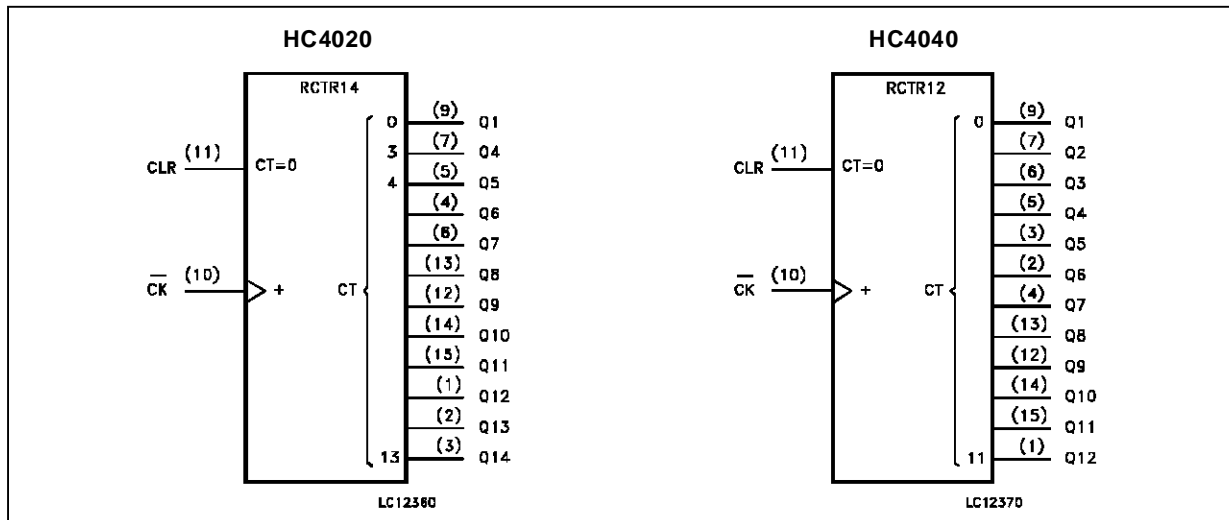 HC4020
RCTR14
CLR (11) CT=0
CK (10) +
CT
0 (9) Q1
3 (7) Q4
4 (5) Q5
(4) Q6
(6) Q7
(13) Q8
(12) Q9
(14) Q10
(15) Q11
(1) Q12
(2) Q13
13 (3) Q14
LC12360
HC4040
RCTR12
CLR (11) CT=0
CK (10) +
CT
0 (9) Q1
(7) Q2
(6) Q3
(5) Q4
(3) Q5
(2) Q6
(4) Q7
(13) Q8
(12) Q9
(14) Q10
(15) Q11
11 (1) Q12
LC12370